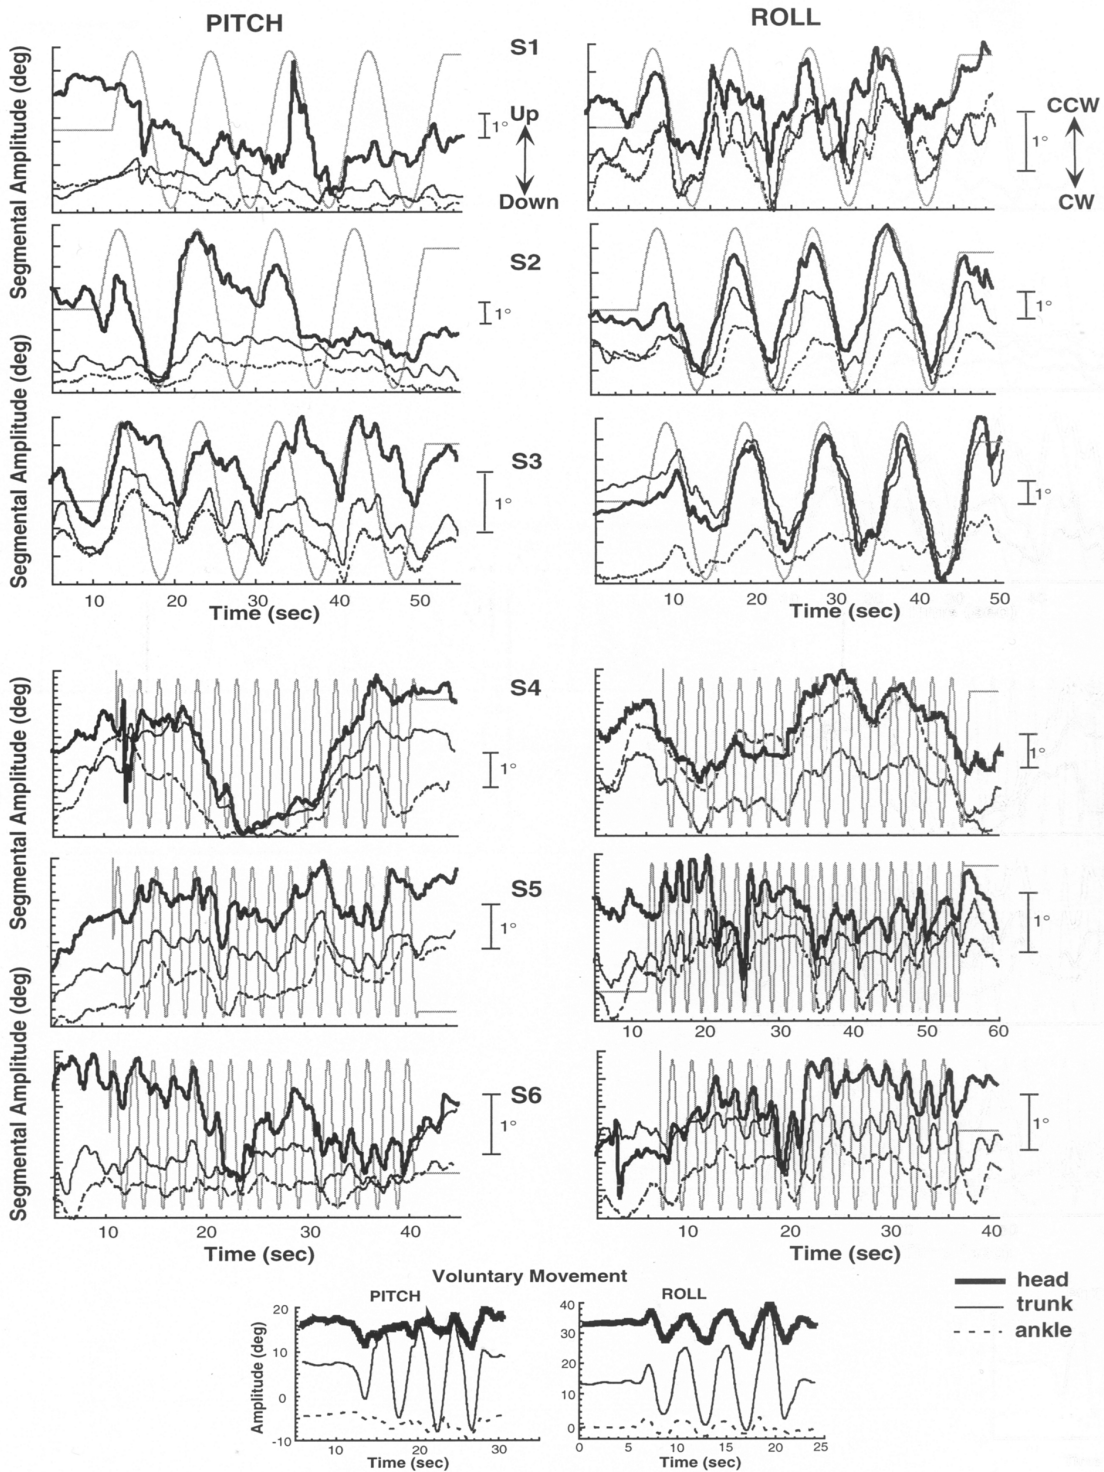 PITCH
ROLL
Segmental Amplitude (deg)
S1
Up
1°
Down
CCW
1°
CW
S2
1°
1°
Segmental Amplitude (deg)
S3
1°
1°
10 20 30 40 50
Time (sec)
10 20 30 40 50
Time (sec)
Segmental Amplitude (deg)
S4
1°
1°
S5
1°
1°
10 20 30 40 50 60
Segmental Amplitude (deg)
S6
1°
1°
10 20 30 40
Time (sec)
10 20 30 40
Time (sec)
Voluntary Movement
PITCH
ROLL
Amplitude (deg)
20
10
0
-10
10 20 30
Time (sec)
40
30
20
10
0
0 5 10 15 20 25
Time (sec)
head
trunk
ankle